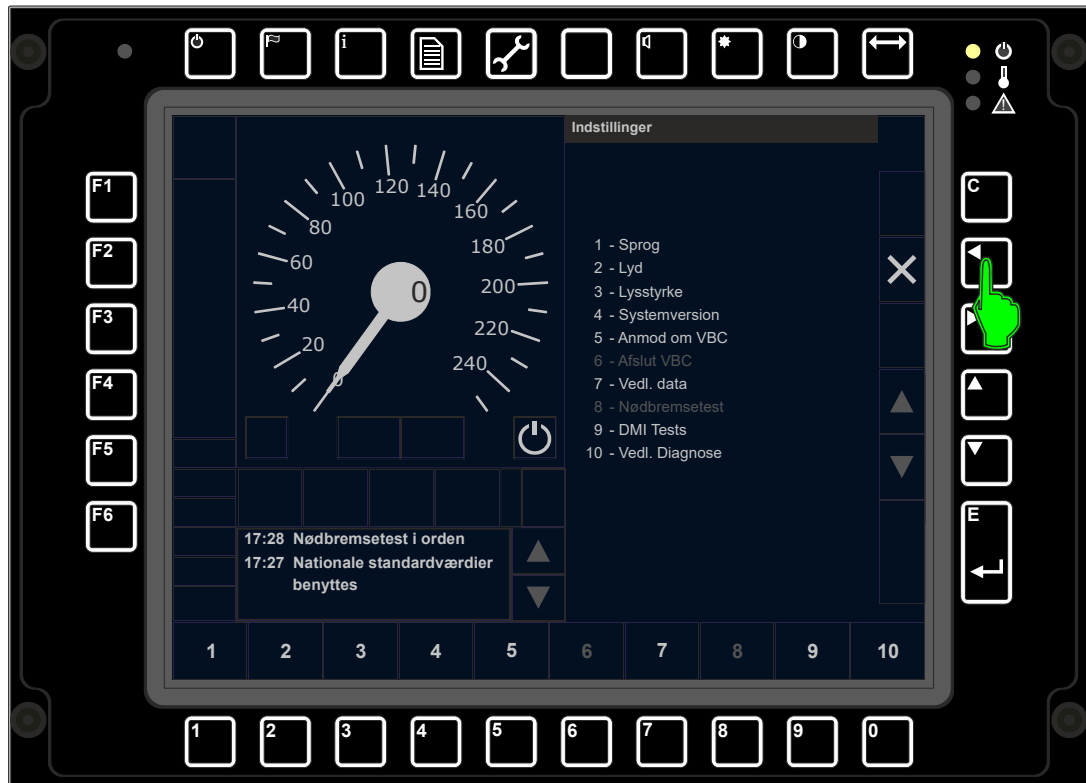 i
Indstillinger
F1
F2
F3
F4
F5
F6
0
20
40
60
80
100
120
140
160
180
200
220
240
0
1 - Sprog
2 - Lyd
3 - Lysstyrke
4 - Systemversion
5 - Anmod om VBC
6 - Afslut VBC
7 - Vedl. data
8 - Nødbremsetest
9 - DMI Tests
10 - Vedl. Diagnose
17:28 Nødbremsetest i orden
17:27 Nationale standardværdier
benyttes
C
E
1 2 3 4 5 6 7 8 9 10
1 2 3 4 5 6 7 8 9 0